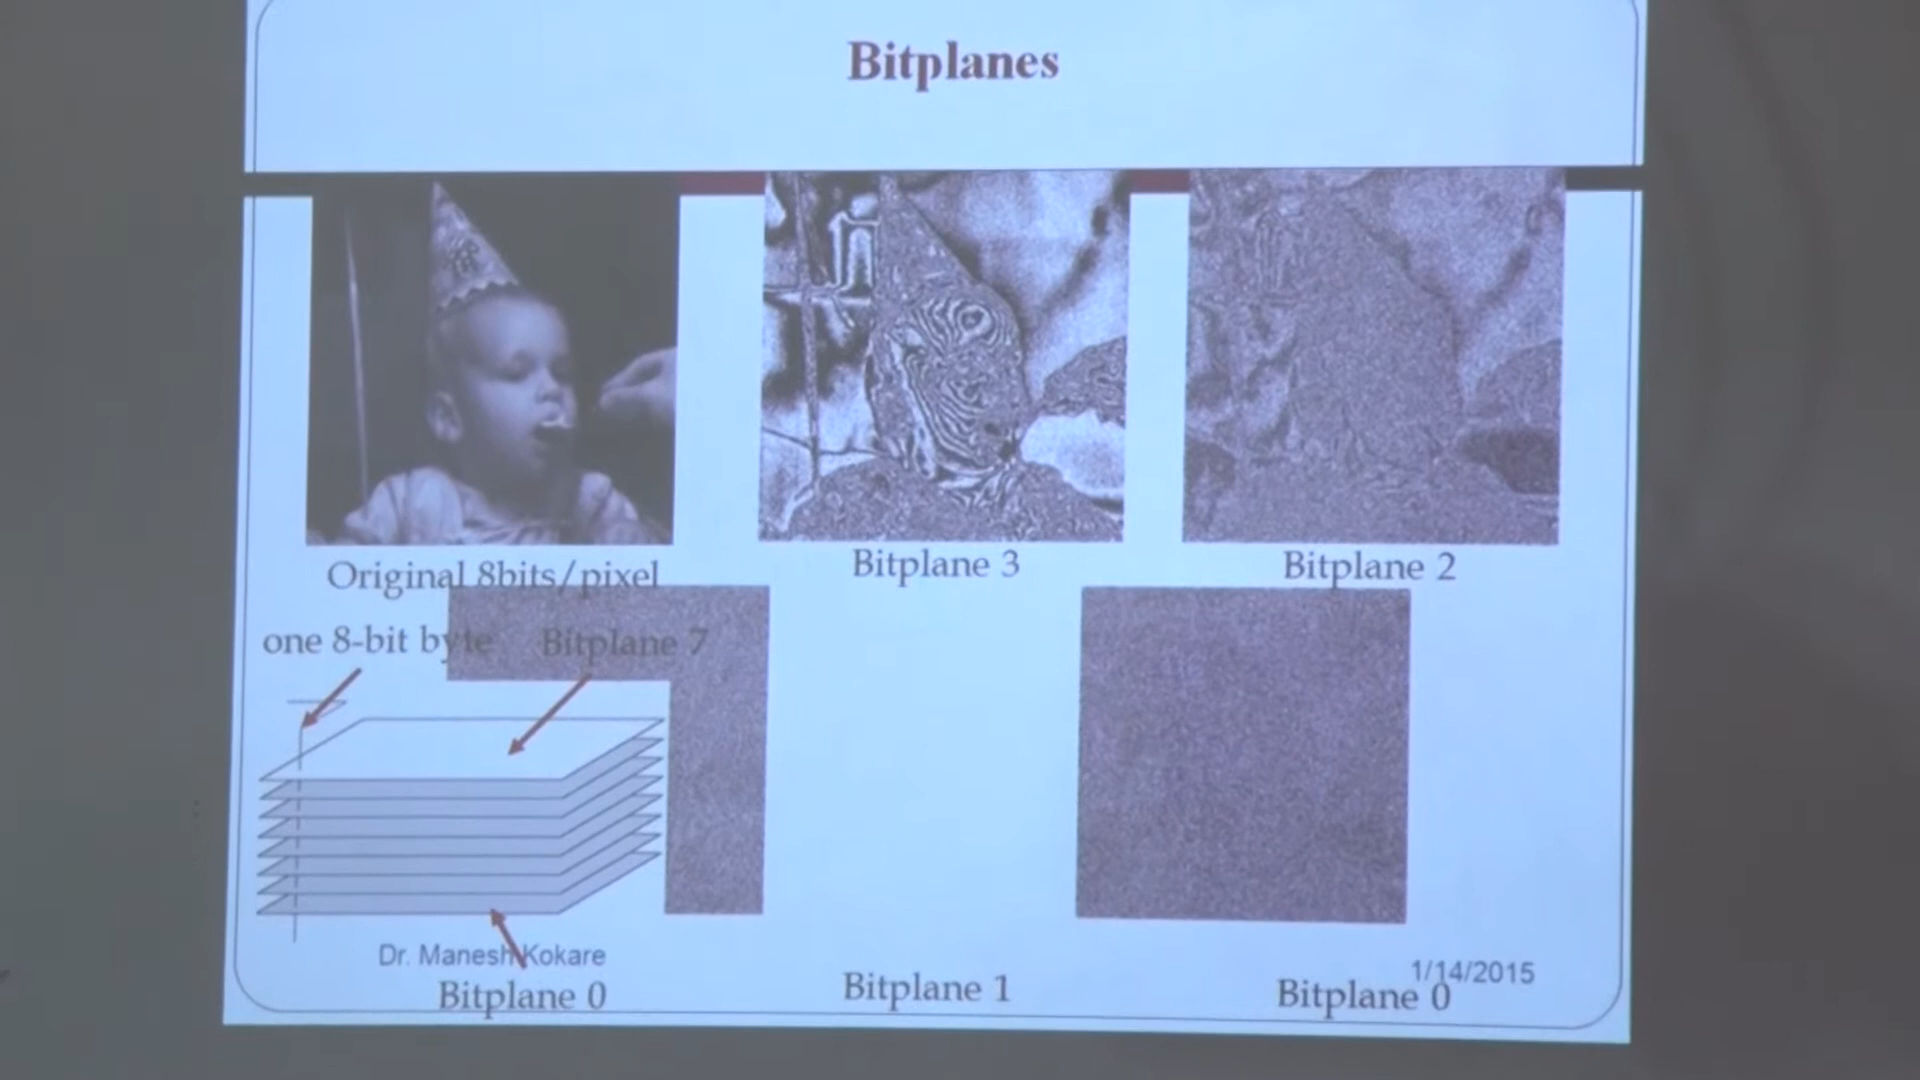 Bitplanes
Original 8bits/pixel
Bitplane 3
Bitplane 2
one 8-bit byte
Bitplane 7
Dr. Manesh Kokare
1/14/2015
Bitplane 0
Bitplane 1
Bitplane 0